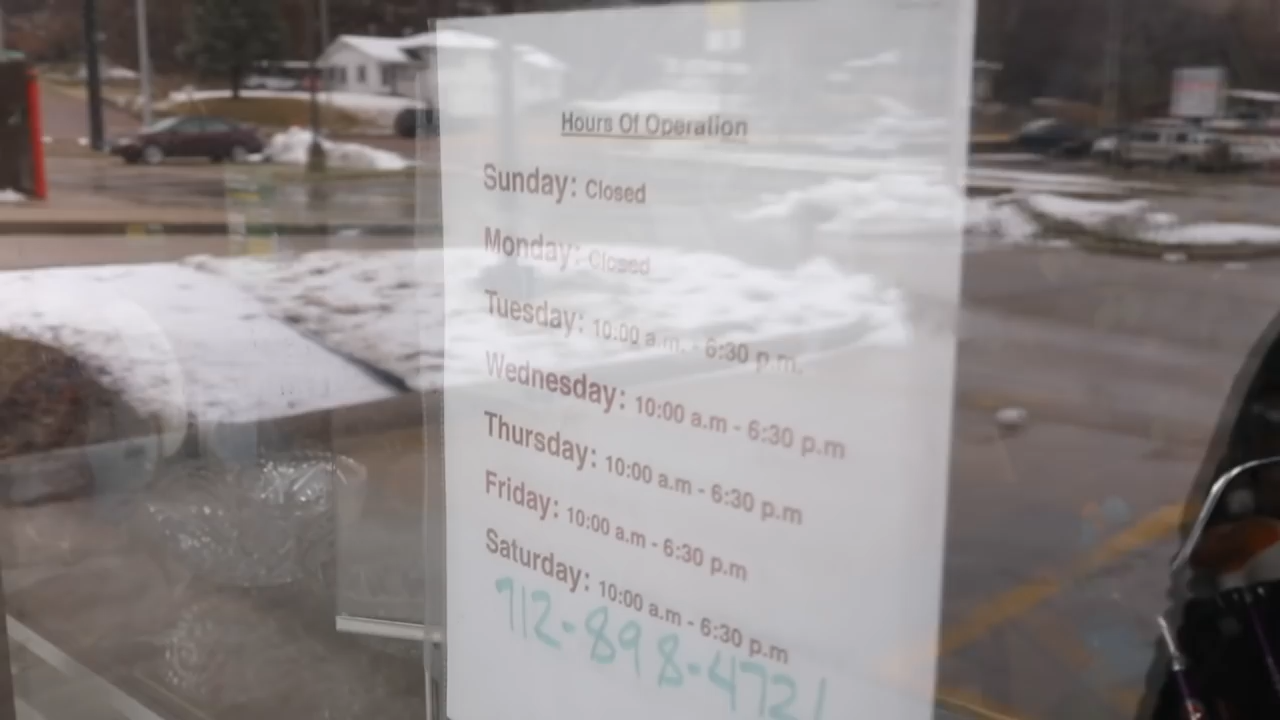 Hours Of Operation
Sunday: Closed
Monday: Closed
Tuesday: 10:00 a.m. - 6:30 p.m.
Wednesday: 10:00 a.m - 6:30 p.m
Thursday: 10:00 a.m - 6:30 p.m
Friday: 10:00 a.m - 6:30 p.m
Saturday: 10:00 a.m - 6:30 p.m
712-898-4721